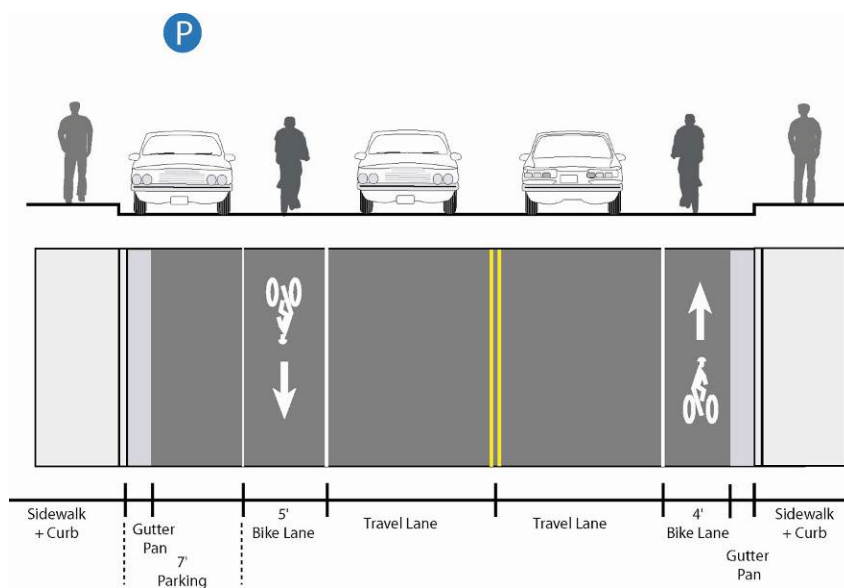 P
Sidewalk
+ Curb
Gutter
Pan
7'
Parking
5'
Bike Lane
Travel Lane
Travel Lane
4'
Bike Lane
Gutter
Pan
Sidewalk
+ Curb